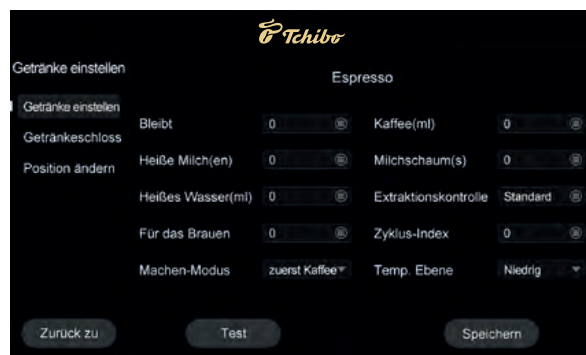 Tchibo
Getränke einstellen
Espresso
Getränke einstellen
Getränkeschloss
Position ändern
Bleibt 0 Kaffee(ml) 0
Heiße Milch(en) 0 Milchschaum(s) 0
Heißes Wasser(ml) 0 Extraktionskontrolle Standard
Für das Brauen 0 Zyklus-Index 0
Machen-Modus zuerst Kaffee Temp. Ebene Niedrig
Zurück zu Test Speichern